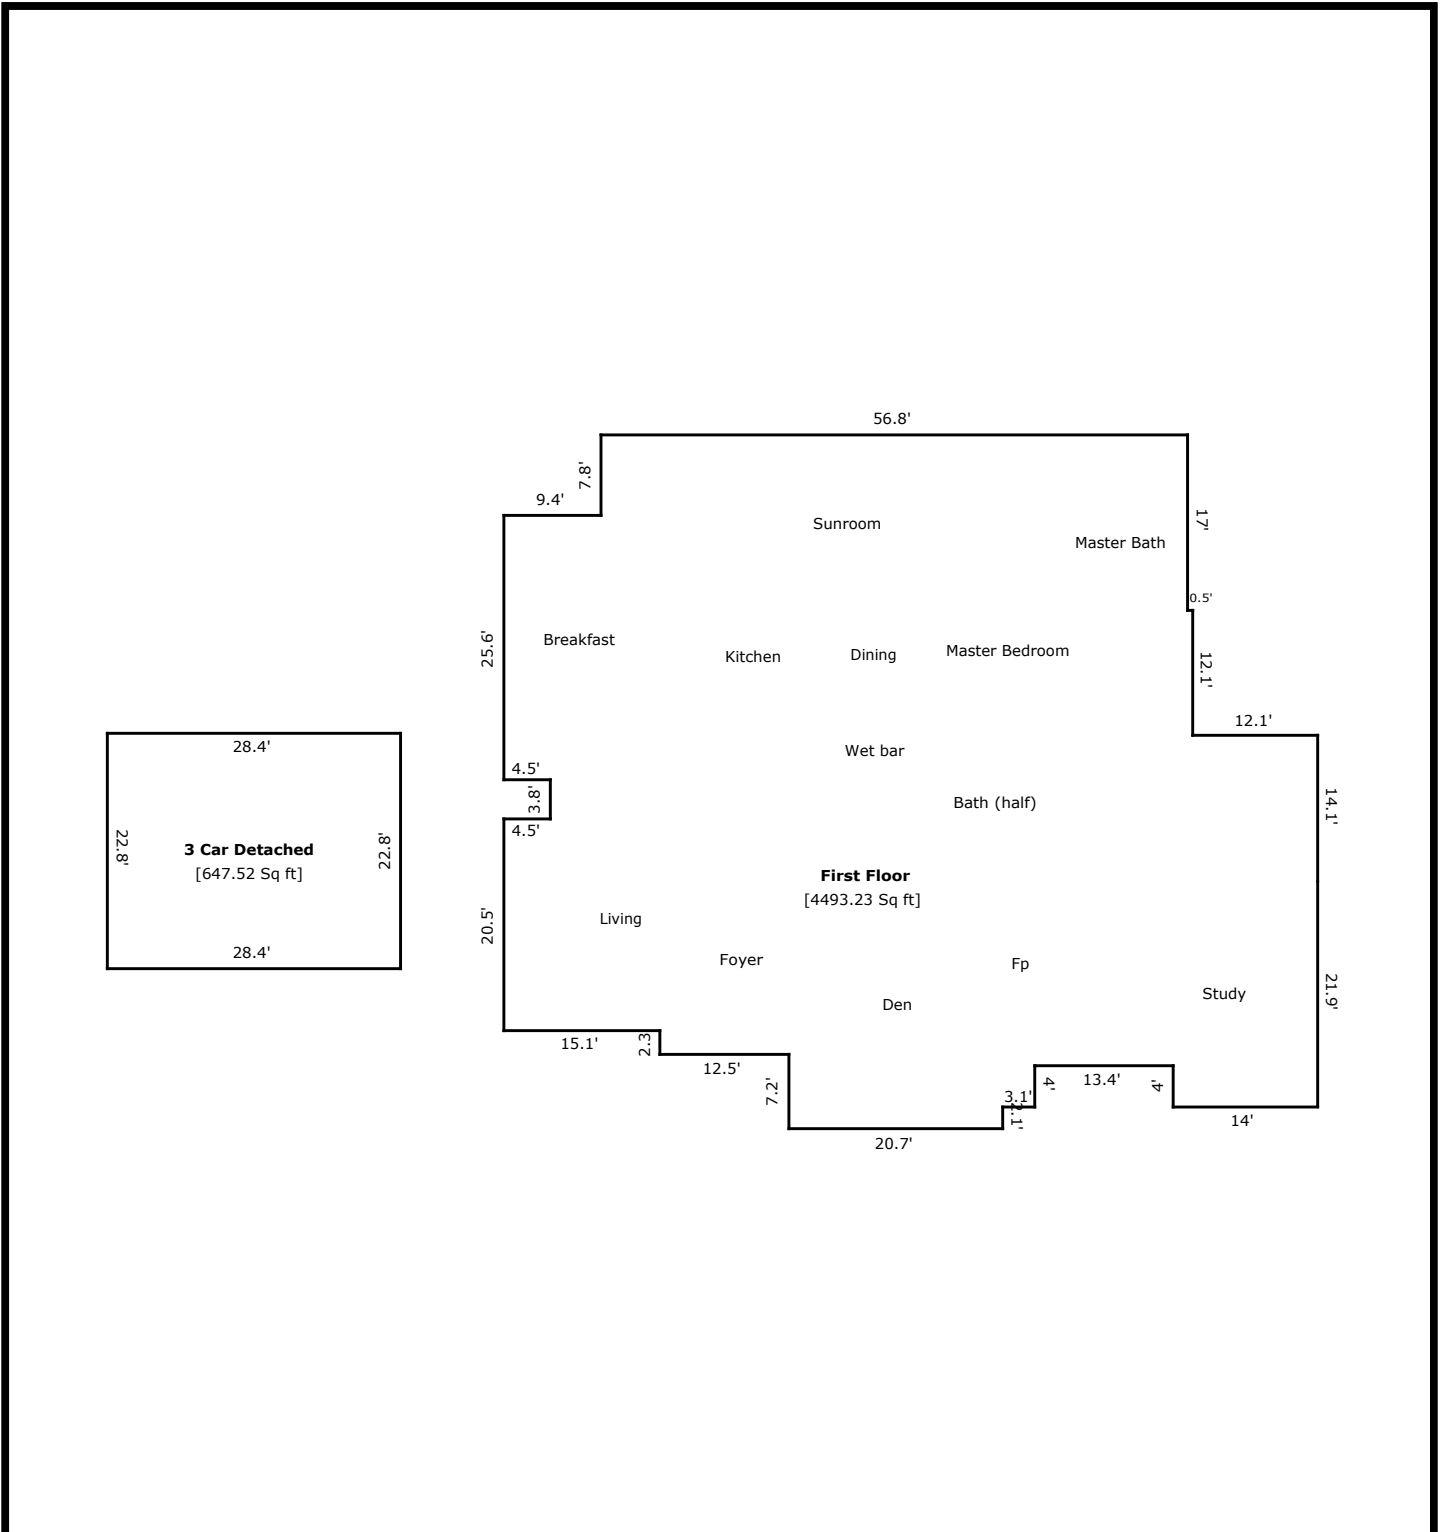 56.8'
7.8'
9.4'
17'
Sunroom
Master Bath
0.5'
25.6'
Breakfast
Kitchen
Dining
Master Bedroom
12.1'
12.1'
28.4'
Wet bar
4.5'
3.8'
Bath (half)
14.1'
4.5'
22.8'
3 Car Detached
22.8'
[647.52 Sq ft]
First Floor
[4493.23 Sq ft]
20.5'
Living
28.4'
Foyer
Fp
Study
21.9'
Den
15.1'
2.3
12.5'
7.2'
4'
13.4'
4'
3.1'
2.1'
14'
20.7'